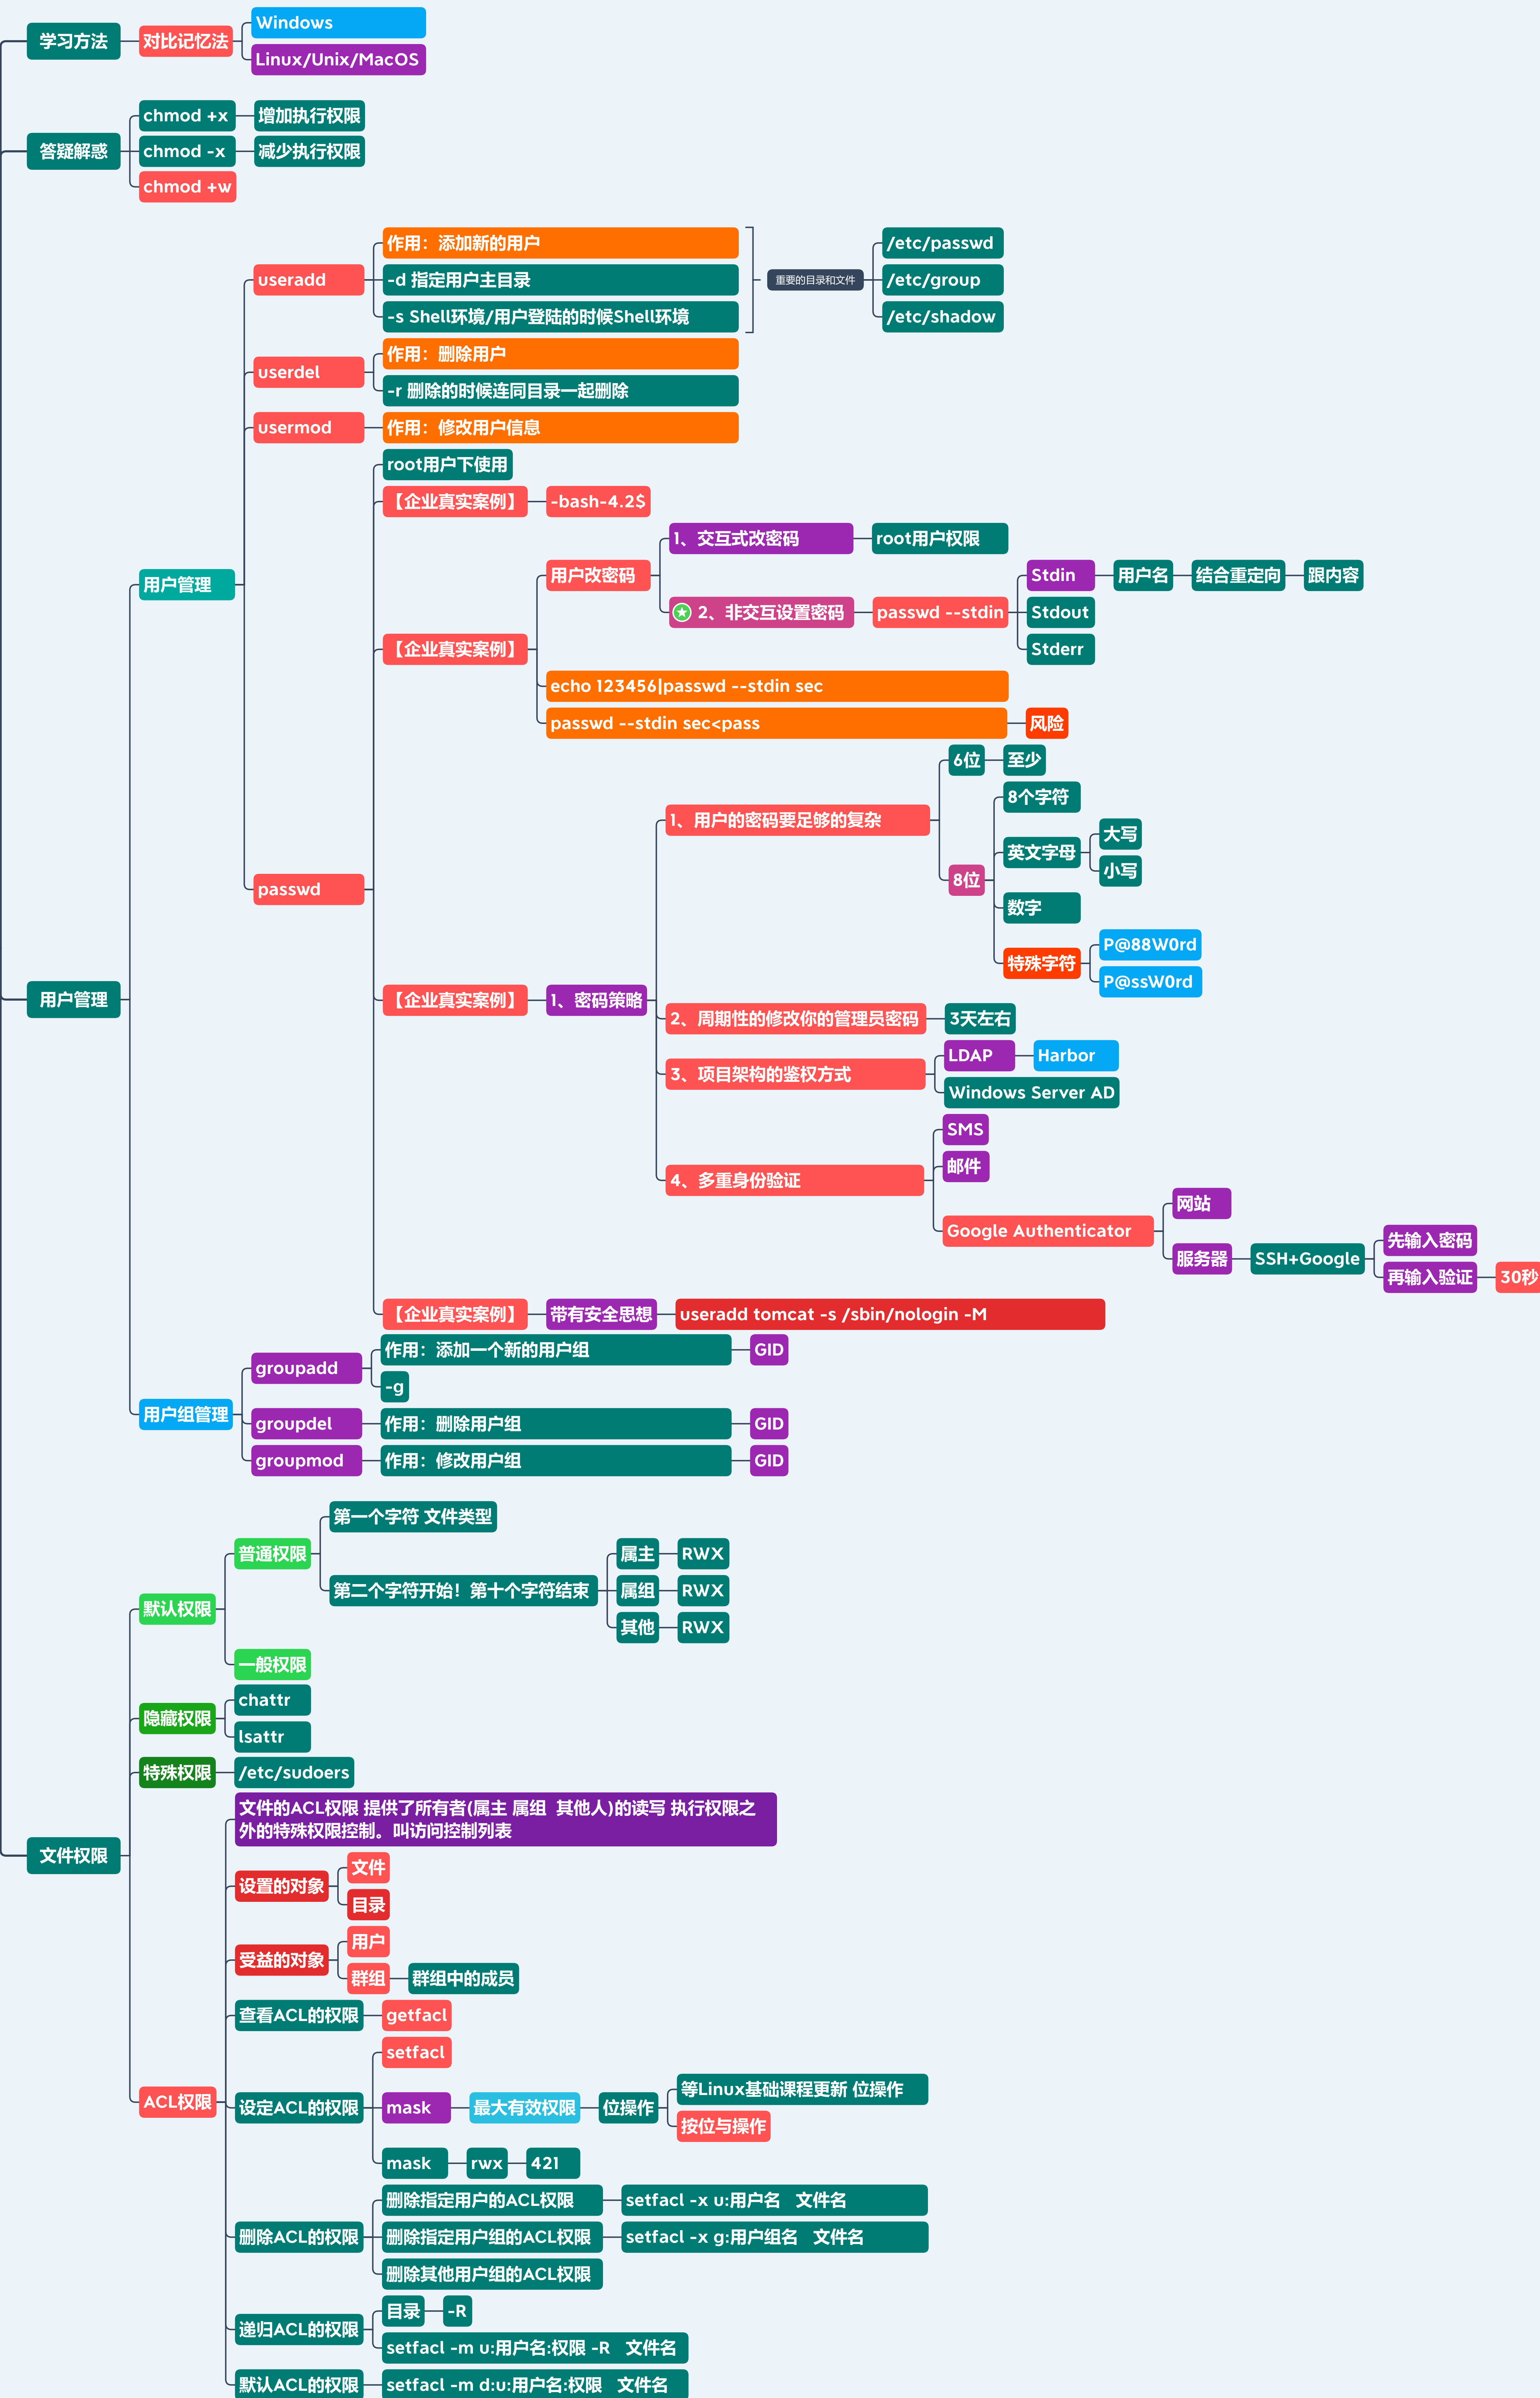 学习方法
对比记忆法
Windows
Linux/Unix/MacOS
答疑解惑
chmod +x
增加执行权限
chmod -x
减少执行权限
chmod +w
用户管理
用户管理
useradd
作用：添加新的用户
-d 指定用户主目录
-s Shell环境/用户登陆的时候Shell环境
重要的目录和文件
/etc/passwd
/etc/group
/etc/shadow
userdel
作用：删除用户
-r 删除的时候连同目录一起删除
usermod
作用：修改用户信息
passwd
root用户下使用
【企业真实案例】
-bash-4.2$
【企业真实案例】
用户改密码
1、交互式改密码
root用户权限
2、非交互设置密码
passwd --stdin
Stdin
用户名
结合重定向
跟内容
Stdout
Stderr
echo 123456|passwd --stdin sec
passwd --stdin sec<pass
风险
【企业真实案例】
1、密码策略
1、用户的密码要足够的复杂
6位
至少
8位
8个字符
英文字母
大写
小写
数字
特殊字符
P@88W0rd
P@ssW0rd
2、周期性的修改你的管理员密码
3天左右
3、项目架构的鉴权方式
LDAP
Harbor
Windows Server AD
4、多重身份验证
SMS
邮件
Google Authenticator
网站
服务器
SSH+Google
先输入密码
再输入验证
30秒
【企业真实案例】
带有安全思想
useradd tomcat -s /sbin/nologin -M
用户组管理
groupadd
作用：添加一个新的用户组
GID
-g
groupdel
作用：删除用户组
GID
groupmod
作用：修改用户组
GID
文件权限
默认权限
普通权限
第一个字符 文件类型
第二个字符开始！第十个字符结束
属主
RWX
属组
RWX
其他
RWX
一般权限
隐藏权限
chattr
lsattr
特殊权限
/etc/sudoers
ACL权限
文件的ACL权限 提供了所有者(属主 属组 其他人)的读写 执行权限之
外的特殊权限控制。叫访问控制列表
设置的对象
文件
目录
受益的对象
用户
群组
群组中的成员
查看ACL的权限
getfacl
设定ACL的权限
setfacl
mask
最大有效权限
位操作
等Linux基础课程更新 位操作
按位与操作
mask
rwx
421
删除ACL的权限
删除指定用户的ACL权限
setfacl -x u:用户名 文件名
删除指定用户组的ACL权限
setfacl -x g:用户组名 文件名
删除其他用户组的ACL权限
递归ACL的权限
目录
-R
setfacl -m u:用户名:权限 -R 文件名
默认ACL的权限
setfacl -m d:u:用户名:权限 文件名